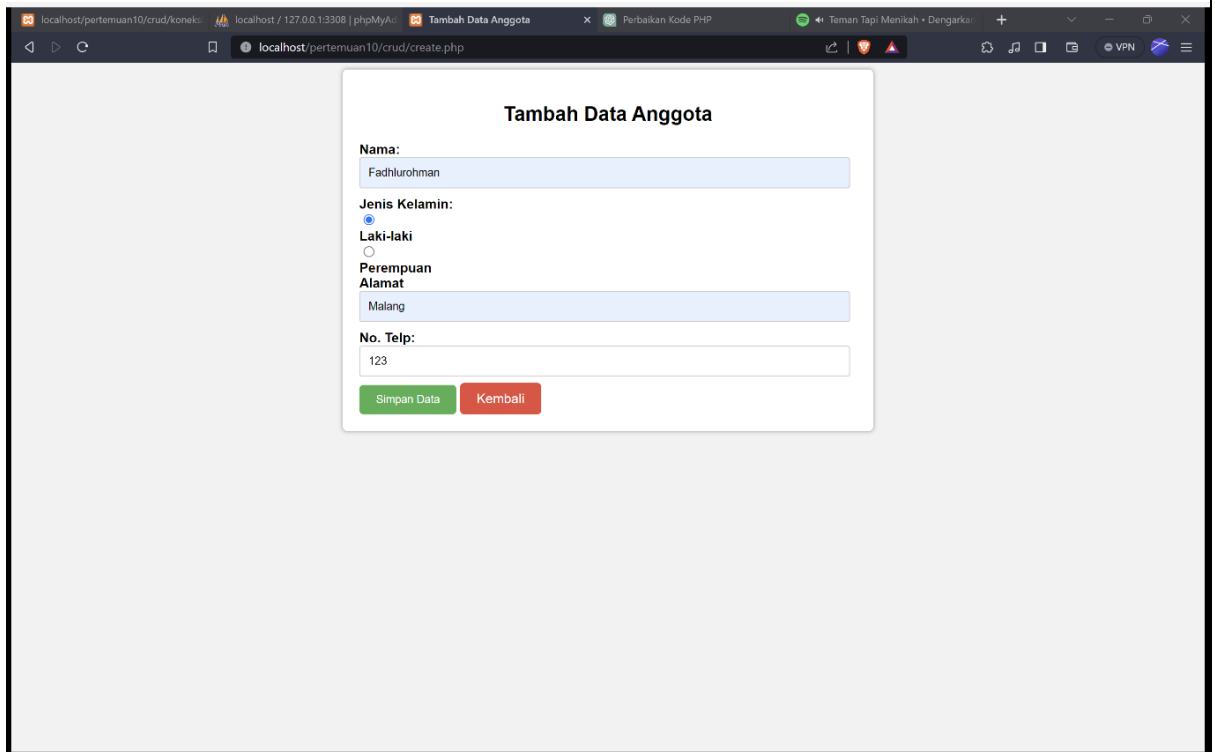 localhost/pertemuan10/crud/koneks
localhost / 127.0.0.1:3308 | phpMyAd
Tambah Data Anggota
Perbaikan Kode PHP
Teman Tapi Menikah • Dengarkan
localhost/pertemuan10/crud/create.php
VPN
Tambah Data Anggota
Nama:
Fadhlurohman
Jenis Kelamin:
Laki-laki
Perempuan
Alamat
Malang
No. Telp:
123
Simpan Data
Kembali